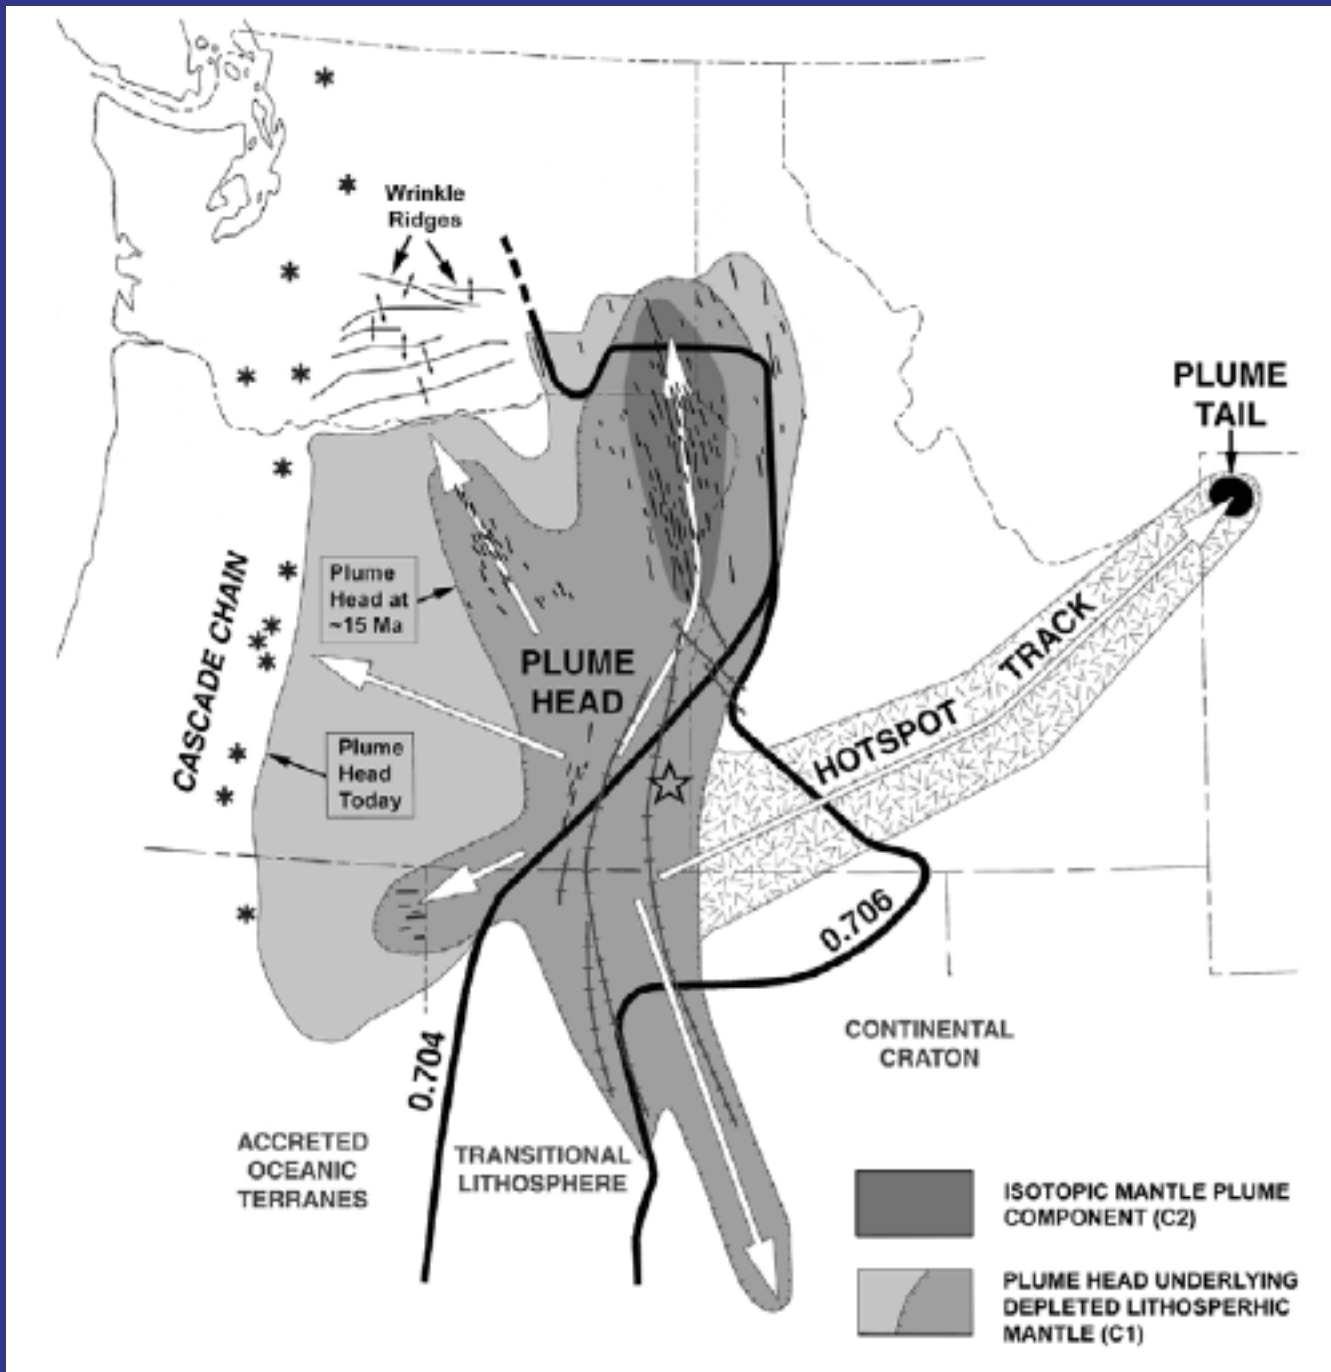 Wrinkle
Ridges
PLUME
TAIL
CASCADE CHAIN
Plume
Head at
~15 Ma
PLUME
HEAD
TRACK
HOTSPOT
Plume
Head
Today
0.706
0.704
CONTINENTAL
CRATON
ACCRETED
OCEANIC
TERRANES
TRANSITIONAL
LITHOSPHERE
ISOTOPIC MANTLE PLUME
COMPONENT (C2)
PLUME HEAD UNDERLYING
DEPLETED LITHOSPERHIC
MANTLE (C1)